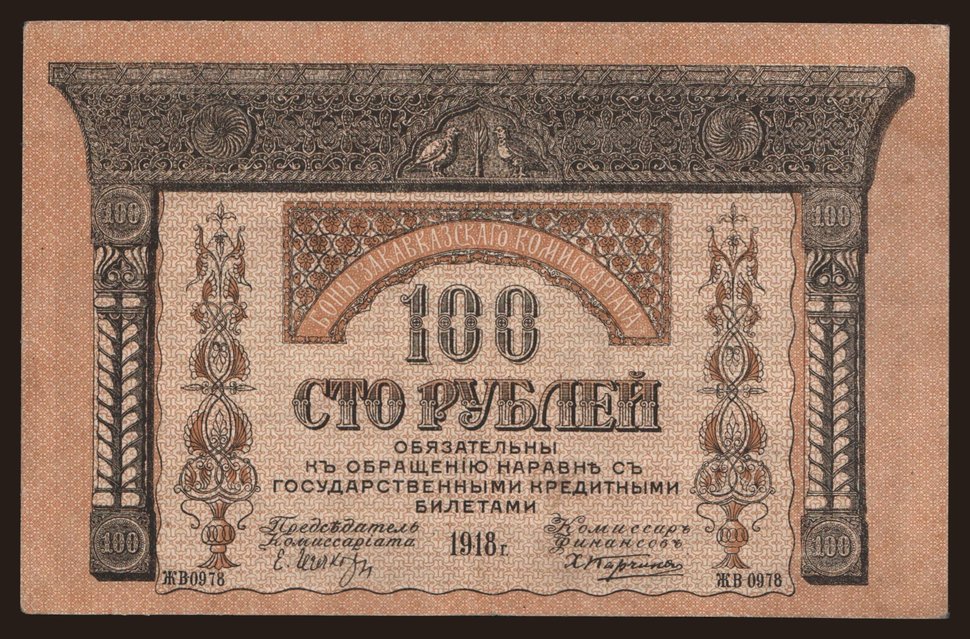 БОНЫ ЗАКАВКАЗСКАГО КОМИССАРІАТА
100 100
100
СТО РУБЛЕЙ
ОБЯЗАТЕЛЬНЫ
КЪ ОБРАЩЕНІЮ НАРАВНѢ СЪ
ГОСУДАРСТВЕННЫМИ КРЕДИТНЫМИ
БИЛЕТАМИ
Предсѣдатель
Комиссаріата
1918 г.
Комиссаръ
Финансовъ
100 100
ЖВ 0978 ЖВ 0978